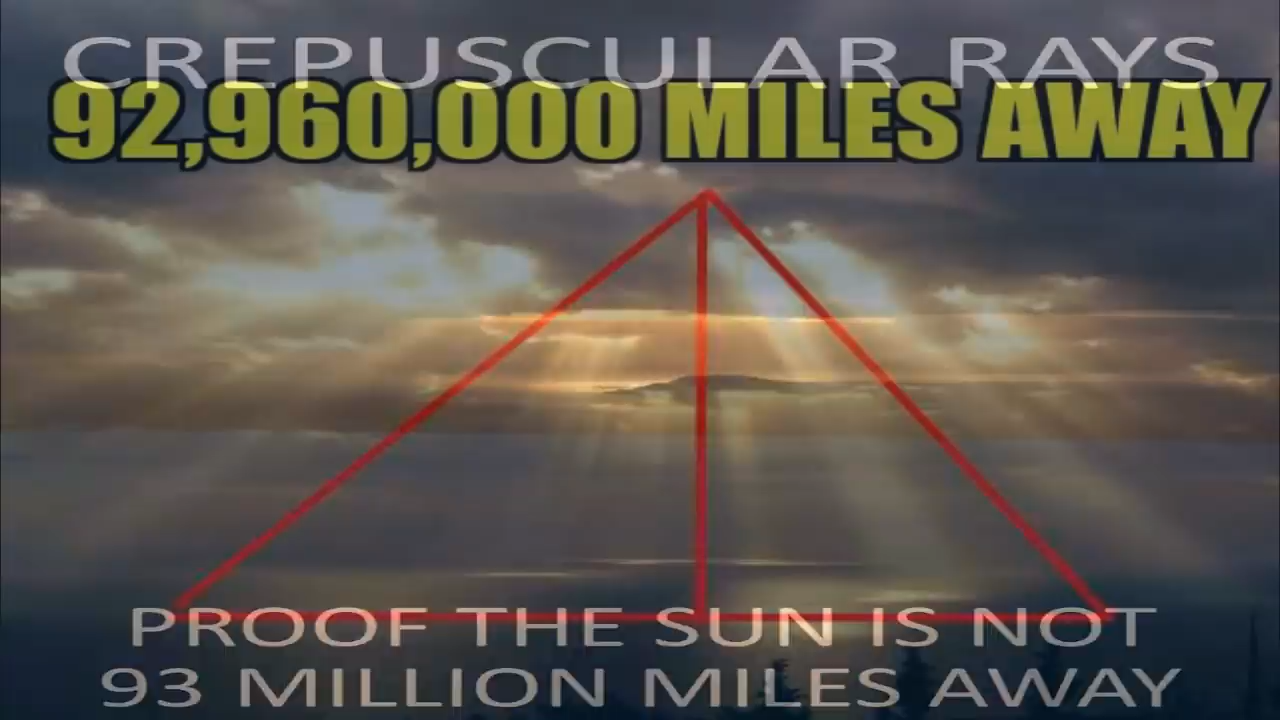 CREPUSCULAR RAYS
92,960,000 MILES AWAY
PROOF THE SUN IS NOT
93 MILLION MILES AWAY